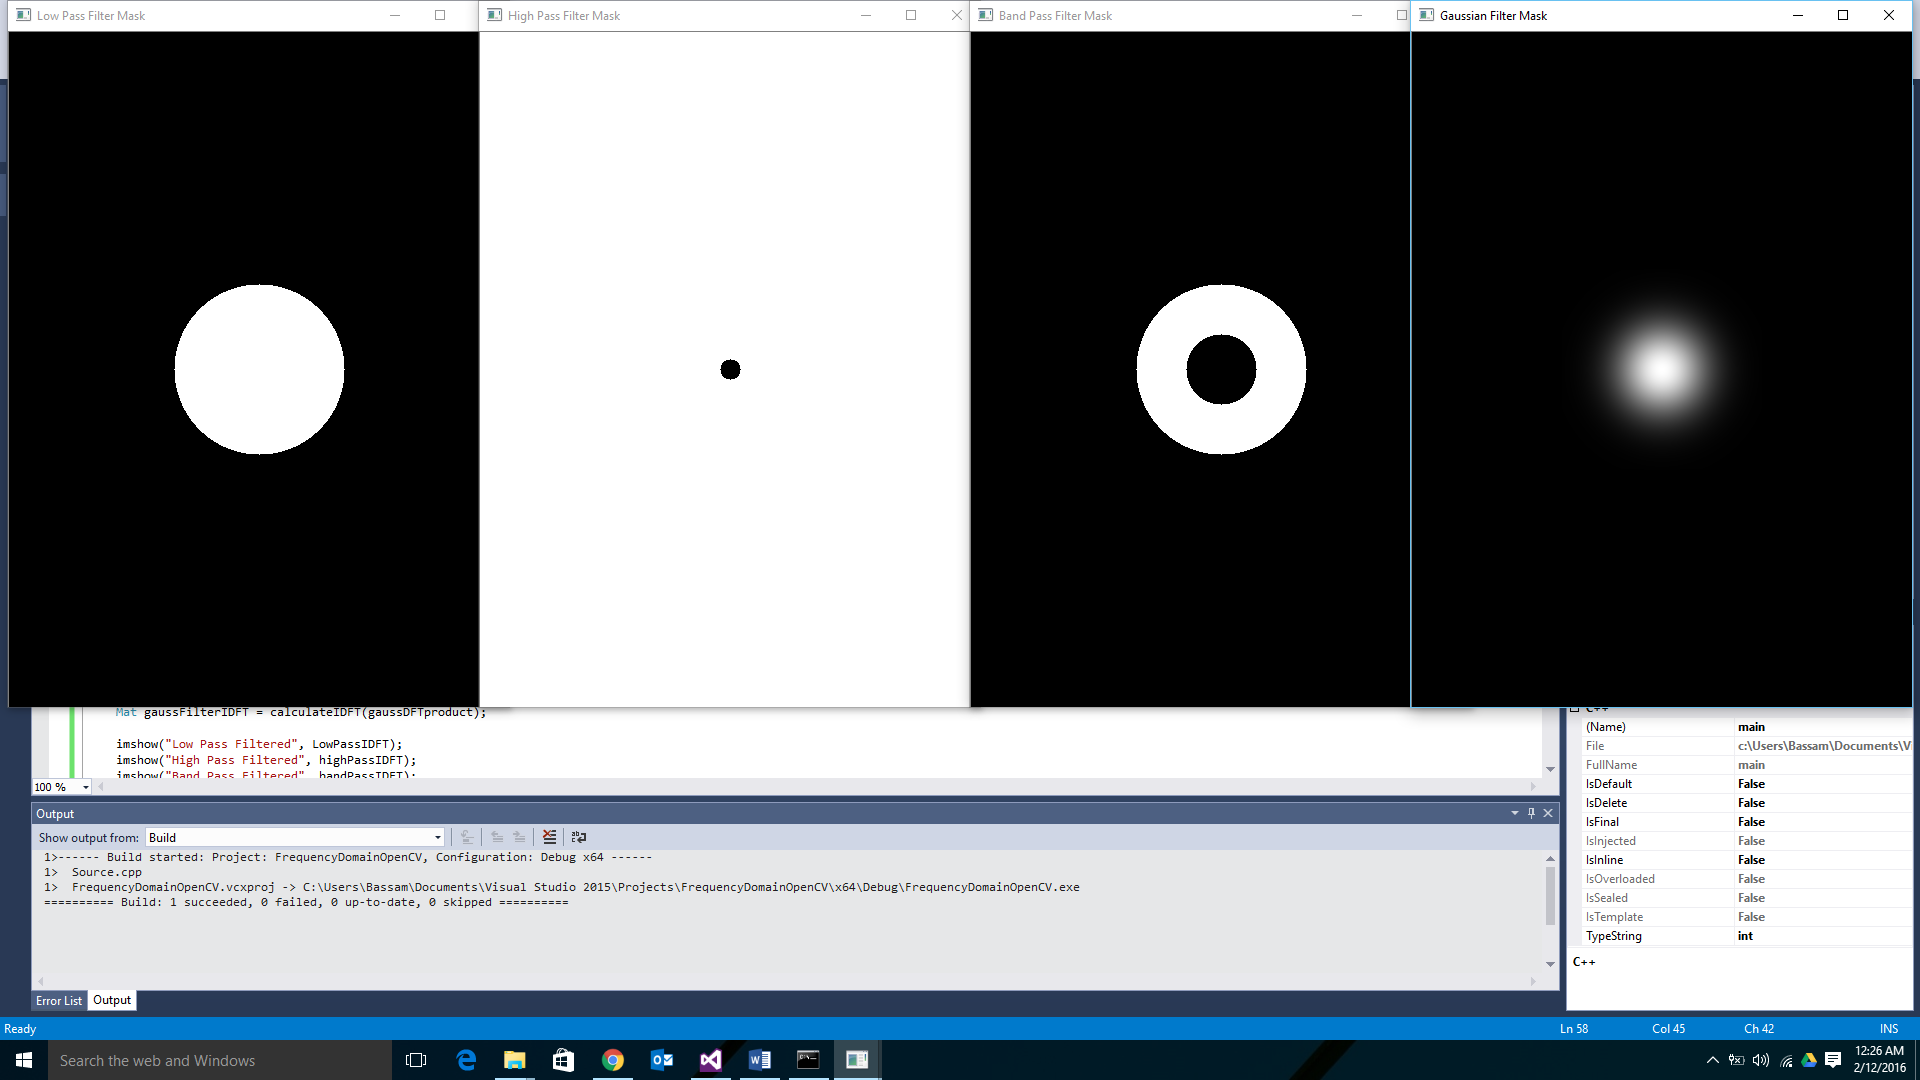 Low Pass Filter Mask
High Pass Filter Mask
Band Pass Filter Mask
Gaussian Filter Mask
Mat gaussFilterIDFT = calculateIDFT(gaussDFTproduct);
imshow("Low Pass Filtered", LowPassIDFT);
imshow("High Pass Filtered", highPassIDFT);
imshow("Band Pass Filtered", bandPassIDFT);
100 %
C++
(Name) main
File c:\Users\Bassam\Documents\Vi
FullName main
IsDefault False
IsDelete False
IsFinal False
IsInjected False
IsInline False
IsOverloaded False
IsSealed False
IsTemplate False
TypeString int
C++
Output
Show output from: Build
1>------ Build started: Project: FrequencyDomainOpenCV, Configuration: Debug x64 ------
1> Source.cpp
1> FrequencyDomainOpenCV.vcxproj -> C:\Users\Bassam\Documents\Visual Studio 2015\Projects\FrequencyDomainOpenCV\x64\Debug\FrequencyDomainOpenCV.exe
========== Build: 1 succeeded, 0 failed, 0 up-to-date, 0 skipped ==========
Error List Output
Ready Ln 58 Col 45 Ch 42 INS
Search the web and Windows
12:26 AM
2/12/2016